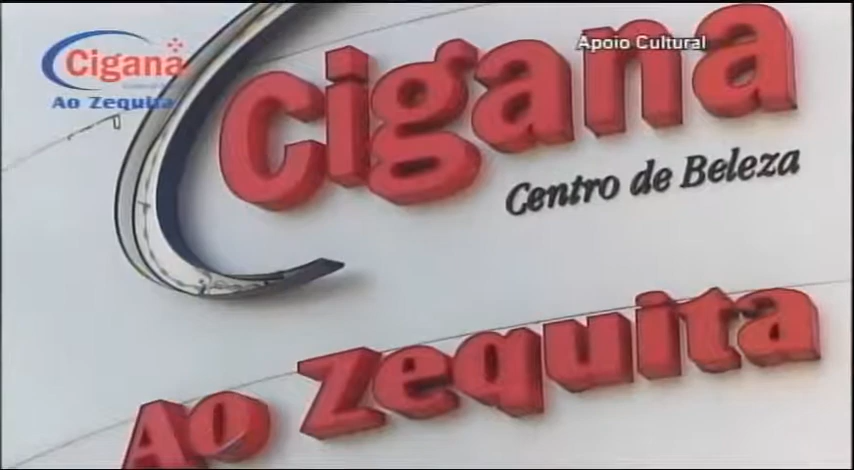 Cigana
Ao Zequita
Apoio Cultural
Cigana
Centro de Beleza
Ao Zequita